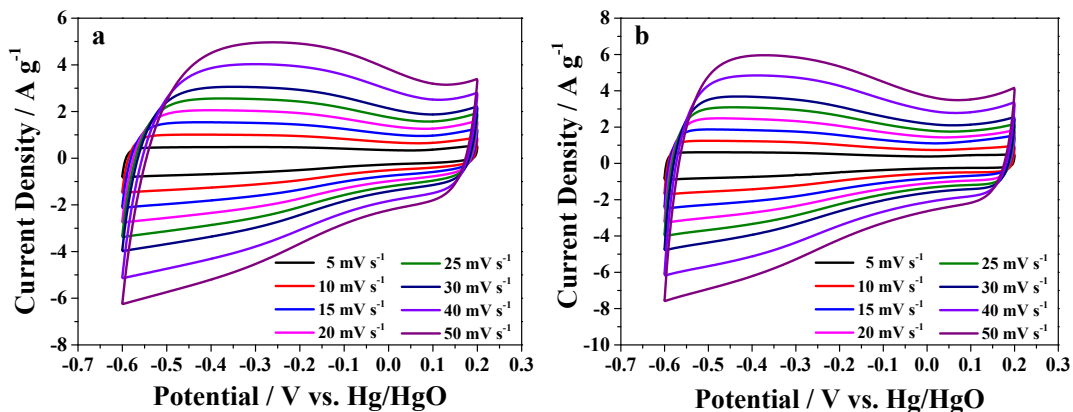 a
Current Density / A g⁻¹
6
4
2
0
-2
-4
-6
-8
-0.7 -0.6 -0.5 -0.4 -0.3 -0.2 -0.1 0.0 0.1 0.2 0.3
Potential / V vs. Hg/HgO
5 mV s⁻¹
10 mV s⁻¹
15 mV s⁻¹
20 mV s⁻¹
25 mV s⁻¹
30 mV s⁻¹
40 mV s⁻¹
50 mV s⁻¹
b
Current Density / A g⁻¹
8
6
4
2
0
-2
-4
-6
-8
-10
-0.7 -0.6 -0.5 -0.4 -0.3 -0.2 -0.1 0.0 0.1 0.2 0.3
Potential / V vs. Hg/HgO
5 mV s⁻¹
10 mV s⁻¹
15 mV s⁻¹
20 mV s⁻¹
25 mV s⁻¹
30 mV s⁻¹
40 mV s⁻¹
50 mV s⁻¹